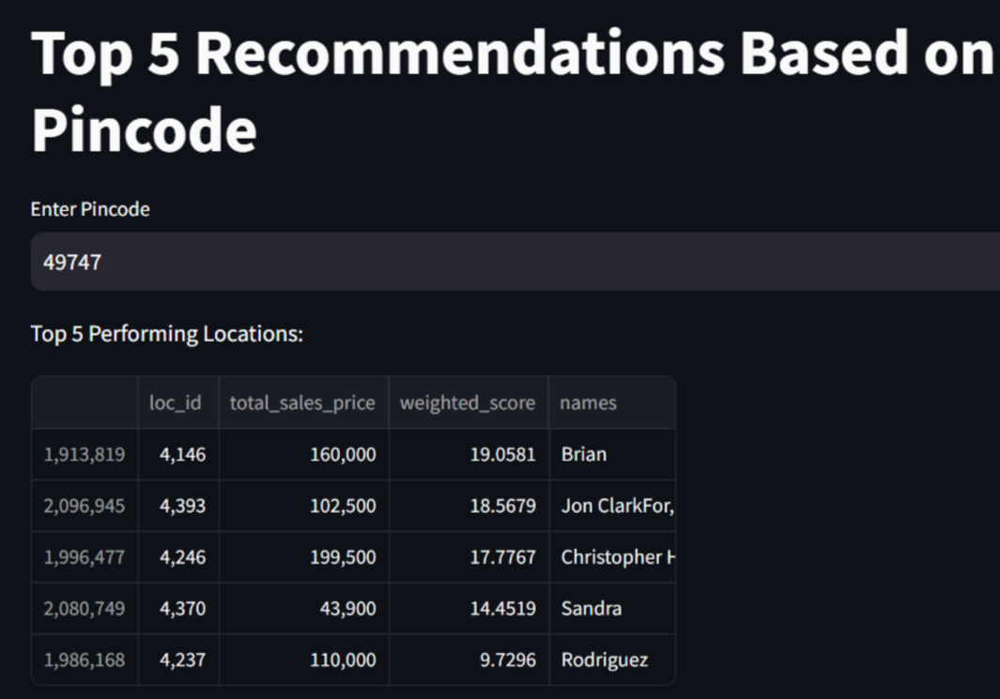 Top 5 Recommendations Based on
Pincode
Enter Pincode
49747
Top 5 Performing Locations:
loc_id total_sales_price weighted_score names
1,913,819 4,146 160,000 19.0581 Brian
2,096,945 4,393 102,500 18.5679 Jon ClarkFor,
1,996,477 4,246 199,500 17.7767 Christopher H
2,080,749 4,370 43,900 14.4519 Sandra
1,986,168 4,237 110,000 9.7296 Rodriguez